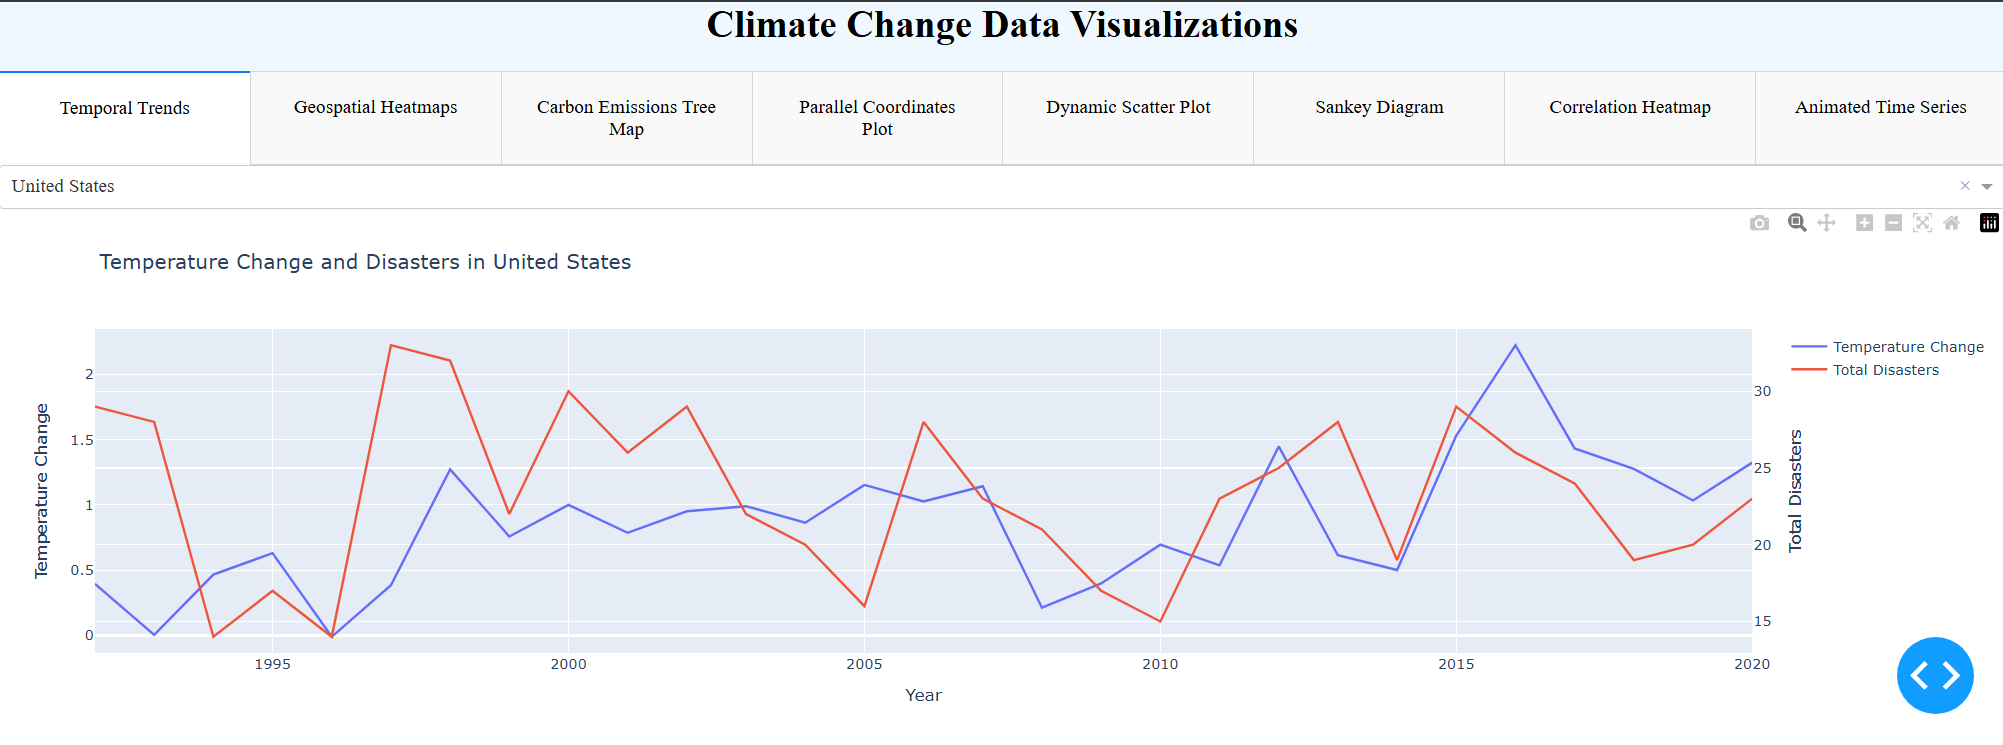 Climate Change Data Visualizations
Temporal Trends
Geospatial Heatmaps
Carbon Emissions Tree
Map
Parallel Coordinates
Plot
Dynamic Scatter Plot
Sankey Diagram
Correlation Heatmap
Animated Time Series
United States
Temperature Change and Disasters in United States
Temperature Change
Total Disasters
2
1.5
1
0.5
0
Temperature Change
30
25
20
15
Total Disasters
1995
2000
2005
2010
2015
2020
Year